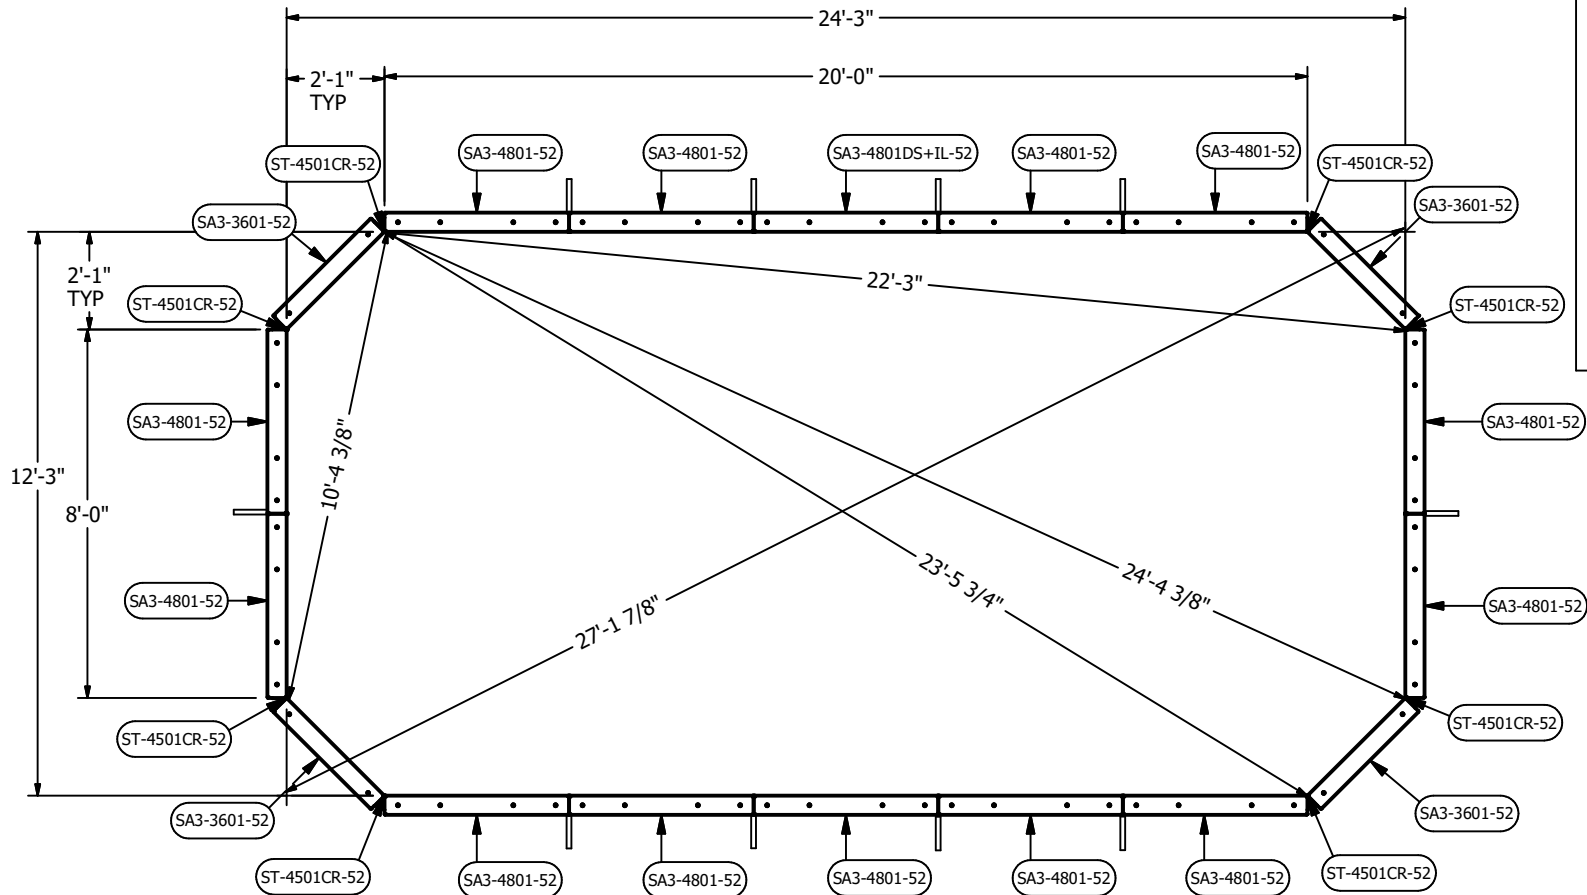 24'-3"
2'-1"
TYP
20'-0"
SA3-4801-52
SA3-4801-52
SA3-4801DS+IL-52
SA3-4801-52
SA3-4801-52
ST-4501CR-52
ST-4501CR-52
SA3-3601-52
SA3-3601-52
2'-1"
TYP
22'-3"
ST-4501CR-52
ST-4501CR-52
SA3-4801-52
SA3-4801-52
10'-4 3/8"
12'-3"
8'-0"
23'-5 3/4"
24'-4 3/8"
27'-1 7/8"
SA3-4801-52
SA3-4801-52
ST-4501CR-52
ST-4501CR-52
SA3-3601-52
SA3-3601-52
ST-4501CR-52
SA3-4801-52
SA3-4801-52
SA3-4801-52
SA3-4801-52
SA3-4801-52
ST-4501CR-52